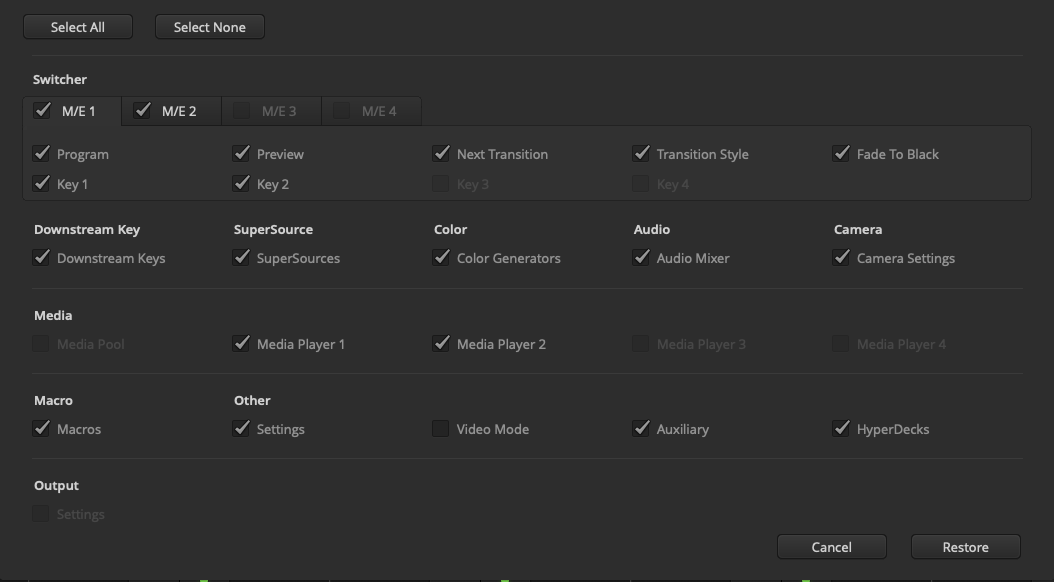 Select All Select None
Switcher
M/E 1 M/E 2 M/E 3 M/E 4
Program Preview Next Transition Transition Style Fade To Black
Key 1 Key 2 Key 3 Key 4
Downstream Key SuperSource Color Audio Camera
Downstream Keys SuperSources Color Generators Audio Mixer Camera Settings
Media
Media Pool Media Player 1 Media Player 2 Media Player 3 Media Player 4
Macro Other
Macros Settings Video Mode Auxiliary HyperDecks
Output
Settings
Cancel Restore